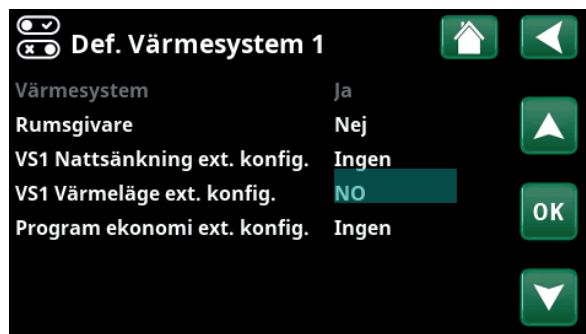 Def. Värmesystem 1
Värmesystem Ja
Rumsgivare Nej
VS1 Nattsänkning ext. konfig. Ingen
VS1 Värmeläge ext. konfig. NO
OK
Program ekonomi ext. konfig. Ingen